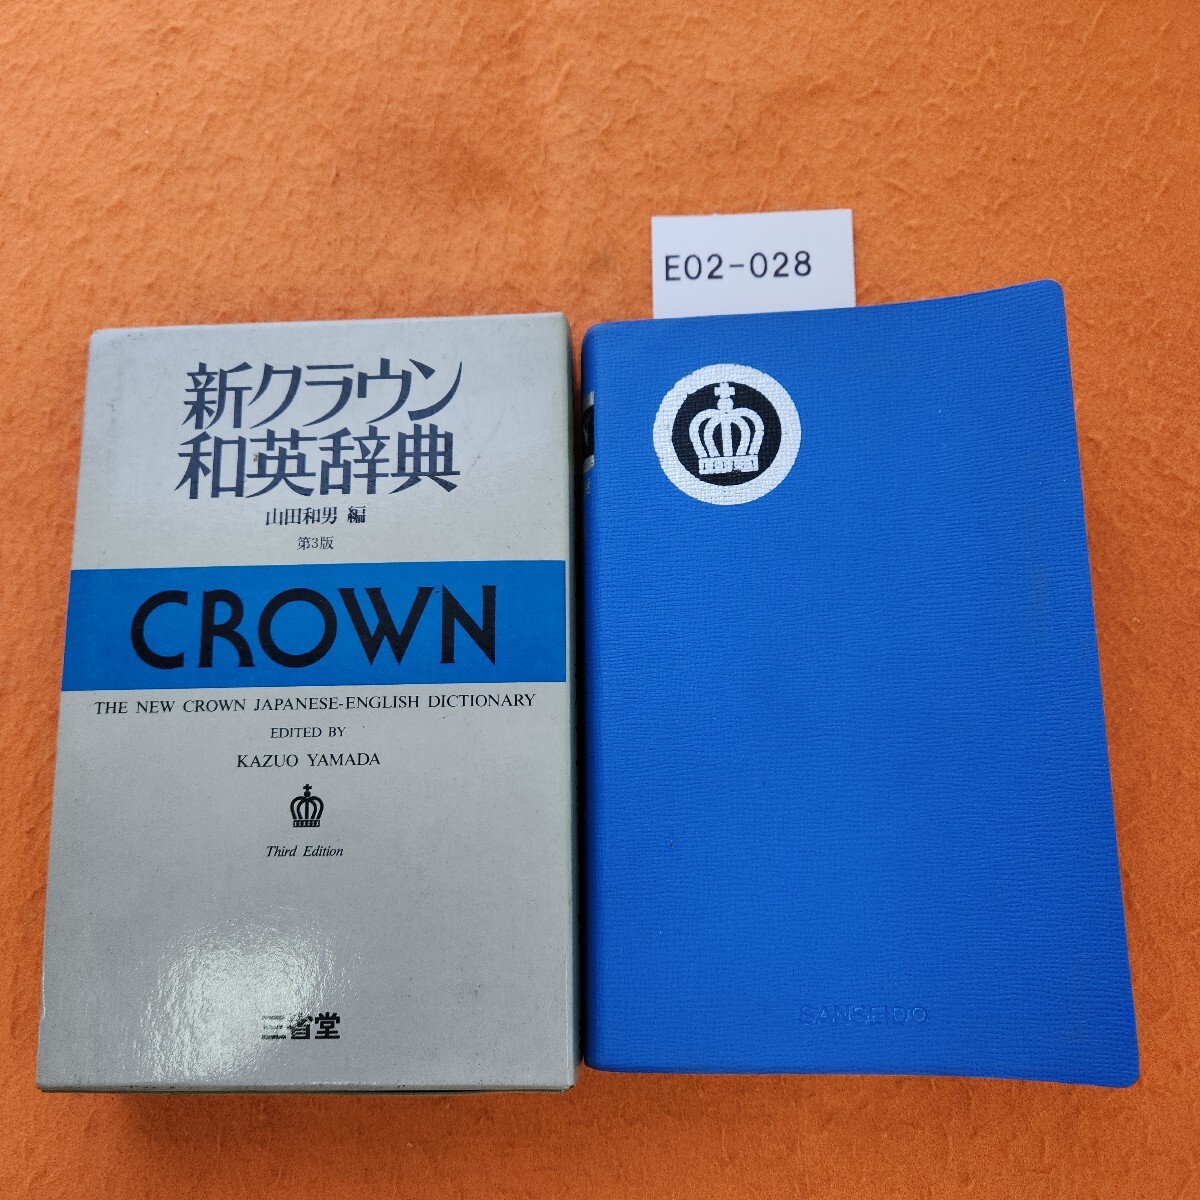 新クラウン
和英辞典
山田和男 編
第3版
CROWN
THE NEW CROWN JAPANESE-ENGLISH DICTIONARY
EDITED BY
KAZUO YAMADA
Third Edition
三省堂
E02-028
SANSEIDO